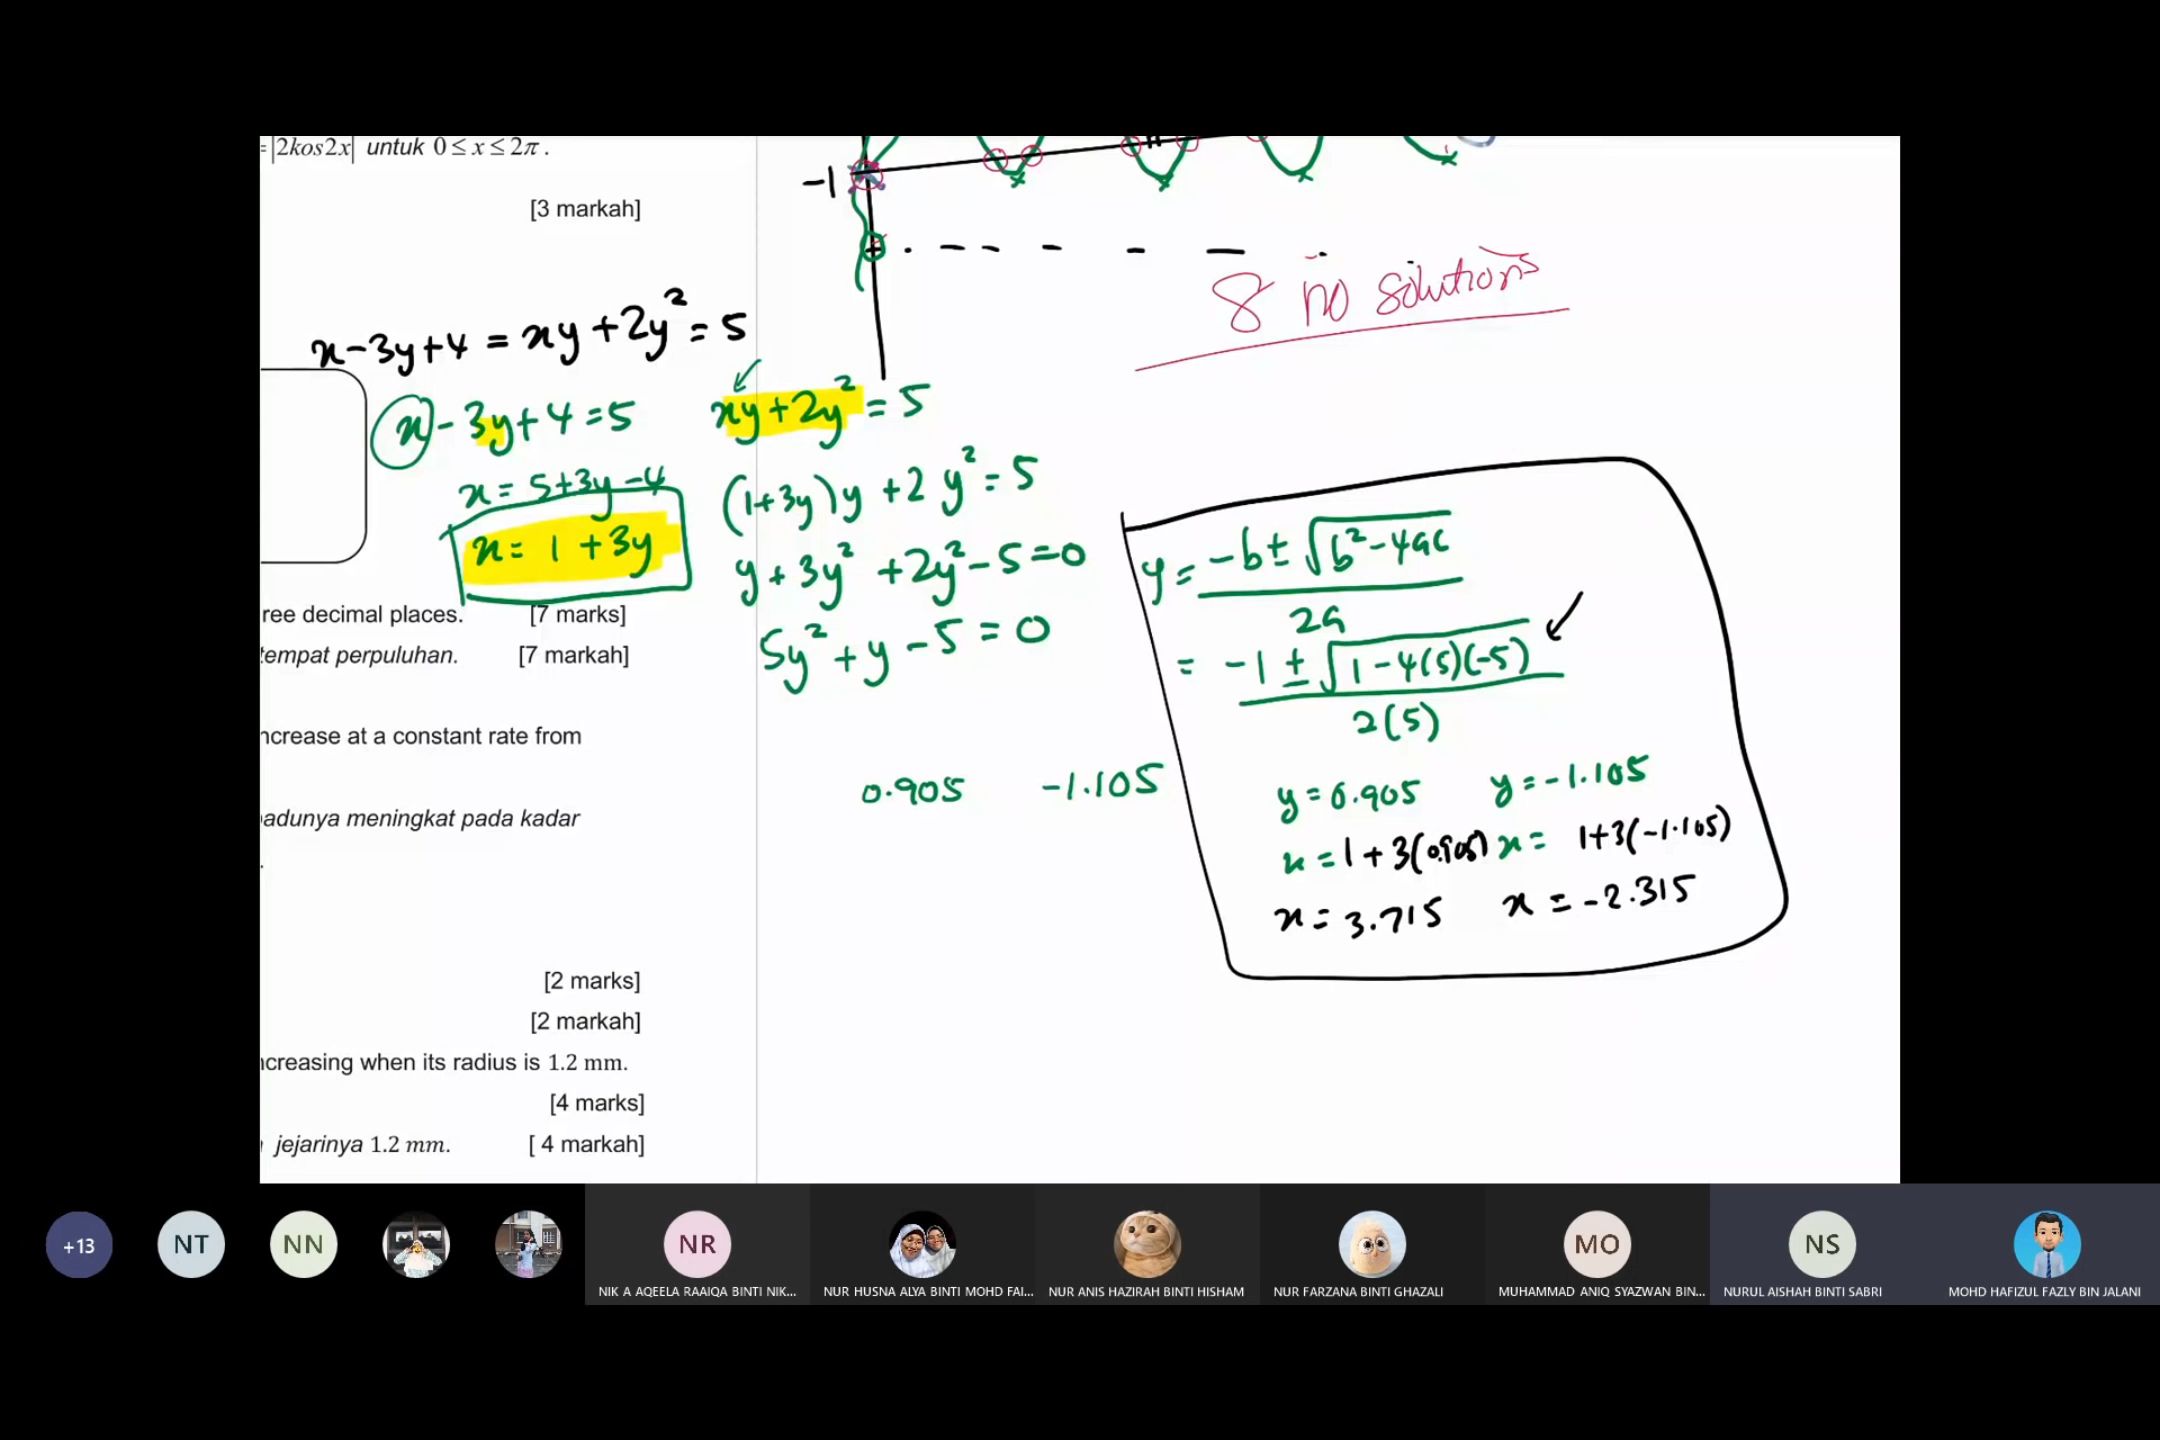 =|2kos2x| untuk 0 ≤ x ≤ 2π .
[3 markah]
-1
8 no solutions
x-3y+4 = xy+2y² = 5
x-3y+4=5
x = 5+3y-4
x = 1+3y
xy+2y² = 5
(1+3y)y+2y² = 5
y+3y²+2y²-5=0
5y²+y-5=0
0.905 -1.105
y = -b±√b²-4ac
2a
= -1±√1-4(5)(-5)
2(5)
y=0.905 y=-1.105
x=1+3(0.905) x= 1+3(-1.105)
x=3.715 x=-2.315
ree decimal places. [7 marks]
tempat perpuluhan. [7 markah]
ncrease at a constant rate from
adunya meningkat pada kadar
.
[2 marks]
[2 markah]
ncreasing when its radius is 1.2 mm.
[4 marks]
jejarinya 1.2 mm. [ 4 markah]
+13
NT
NN
NR
NIK A AQEELA RAAIQA BINTI NIK...
NUR HUSNA ALYA BINTI MOHD FAI...
NUR ANIS HAZIRAH BINTI HISHAM
NUR FARZANA BINTI GHAZALI
MO
MUHAMMAD ANIQ SYAZWAN BIN...
NS
NURUL AISHAH BINTI SABRI
MOHD HAFIZUL FAZLY BIN JALANI